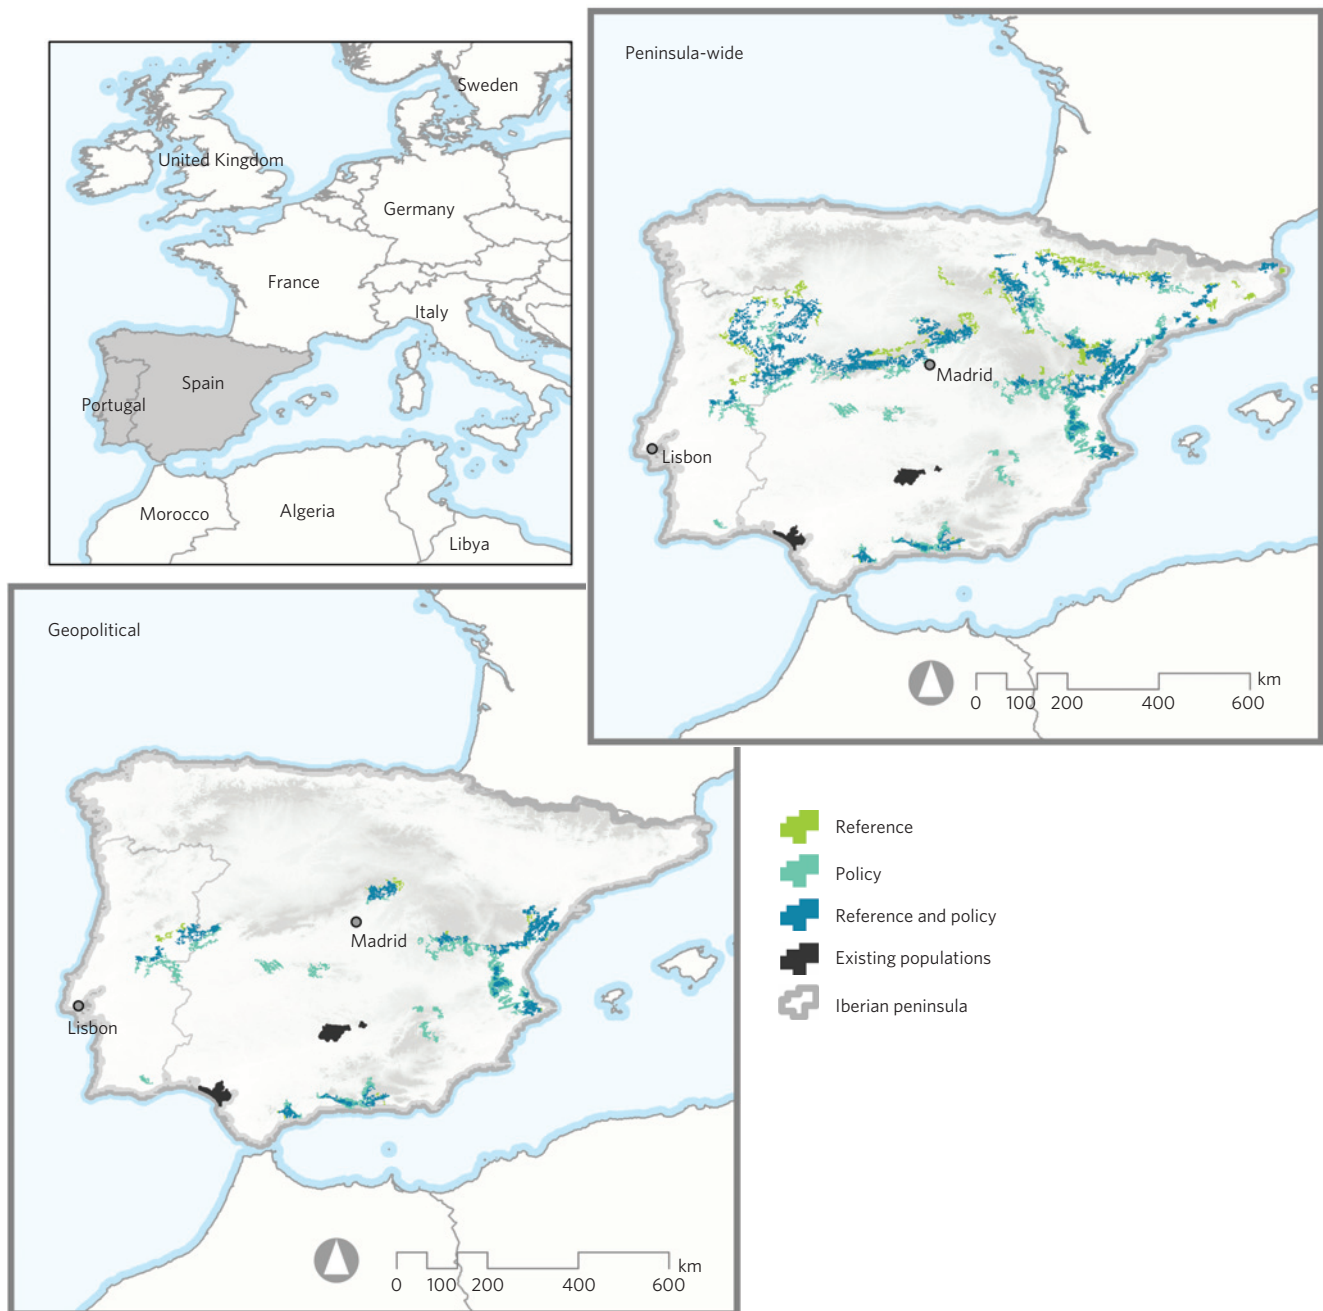 Sweden
United Kingdom
Germany
France
Italy
Spain
Portugal
Morocco
Algeria
Libya
Peninsula-wide
Madrid
Lisbon
km
0 100 200 400 600
Geopolitical
Madrid
Lisbon
km
0 100 200 400 600
Reference
Policy
Reference and policy
Existing populations
Iberian peninsula